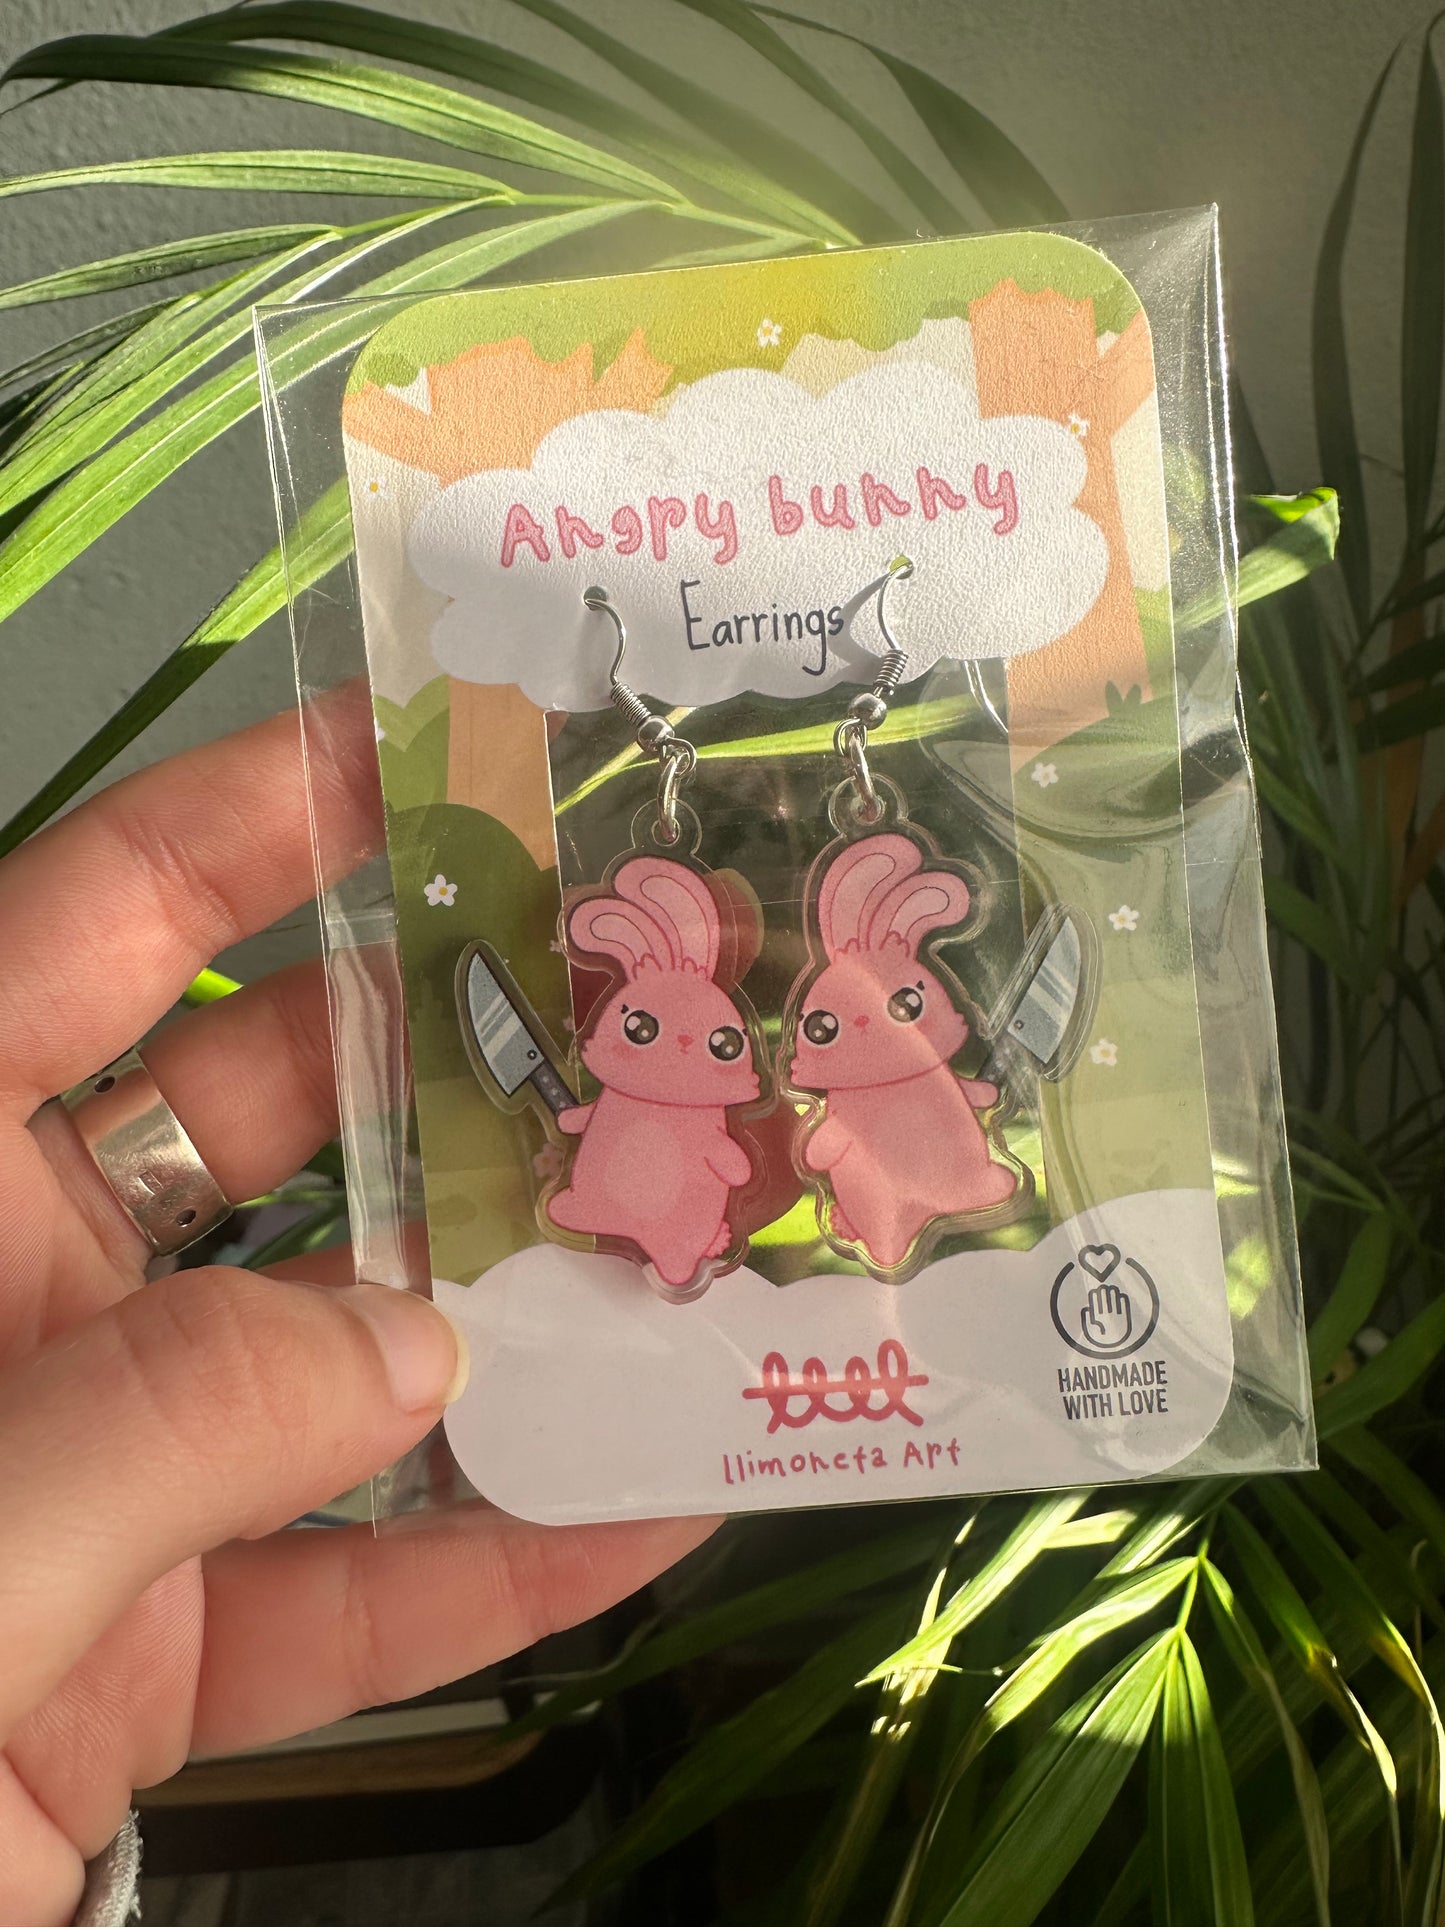 Angry bunny
Earrings
llimoneta Art
HANDMADE
WITH LOVE